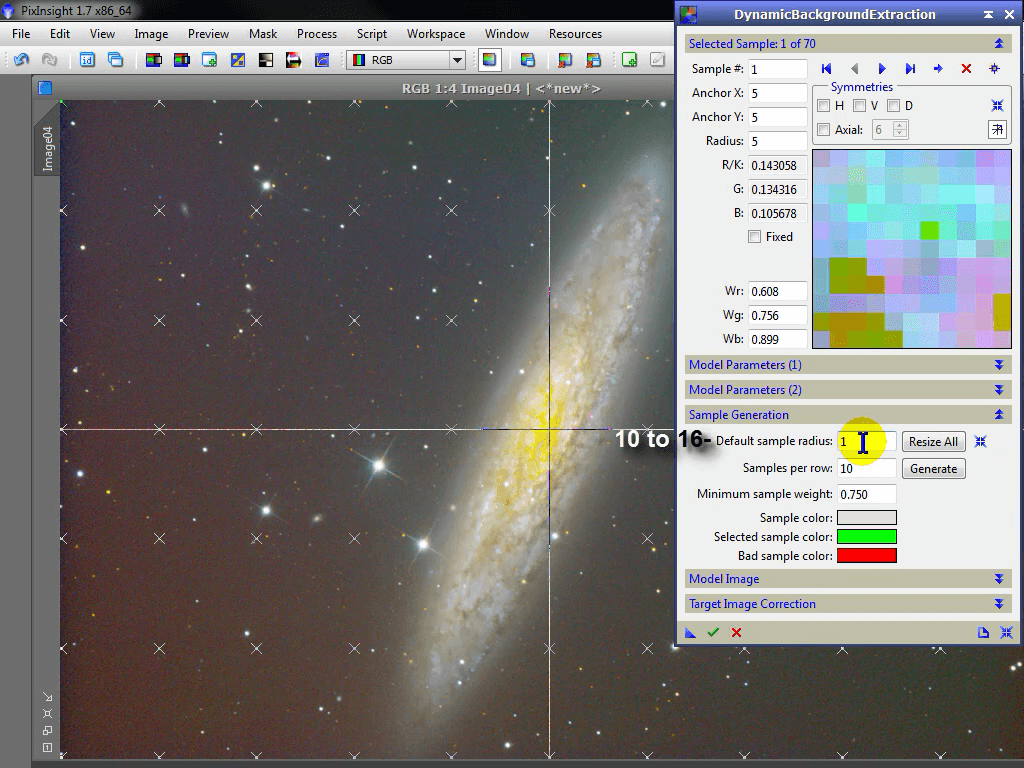 PixInsight 1.7 x86_64
File Edit View Image Preview Mask Process Script Workspace Window Resources
RGB
RGB 1:4 Image04 | <*new*>
Image04
DynamicBackgroundExtraction
Selected Sample: 1 of 70
Sample #: 1
Anchor X: 5
Anchor Y: 5
Radius: 5
R/K: 0.143058
G: 0.134316
B: 0.105678
Fixed
Wr: 0.608
Wg: 0.756
Wb: 0.899
Symmetries
H V D
Axial: 6
Model Parameters (1)
Model Parameters (2)
Sample Generation
10 to 16-
Default sample radius: 1 Resize All
Samples per row: 10 Generate
Minimum sample weight: 0.750
Sample color:
Selected sample color:
Bad sample color:
Model Image
Target Image Correction